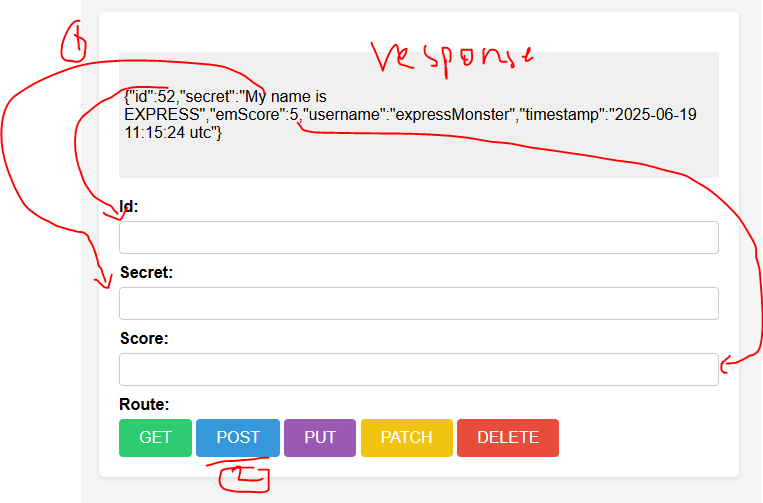 1
response
{"id":52,"secret":"My name is
EXPRESS","emScore":5,"username":"expressMonster","timestamp":"2025-06-19
11:15:24 utc"}
Id:
Secret:
Score:
Route:
GET POST PUT PATCH DELETE
2